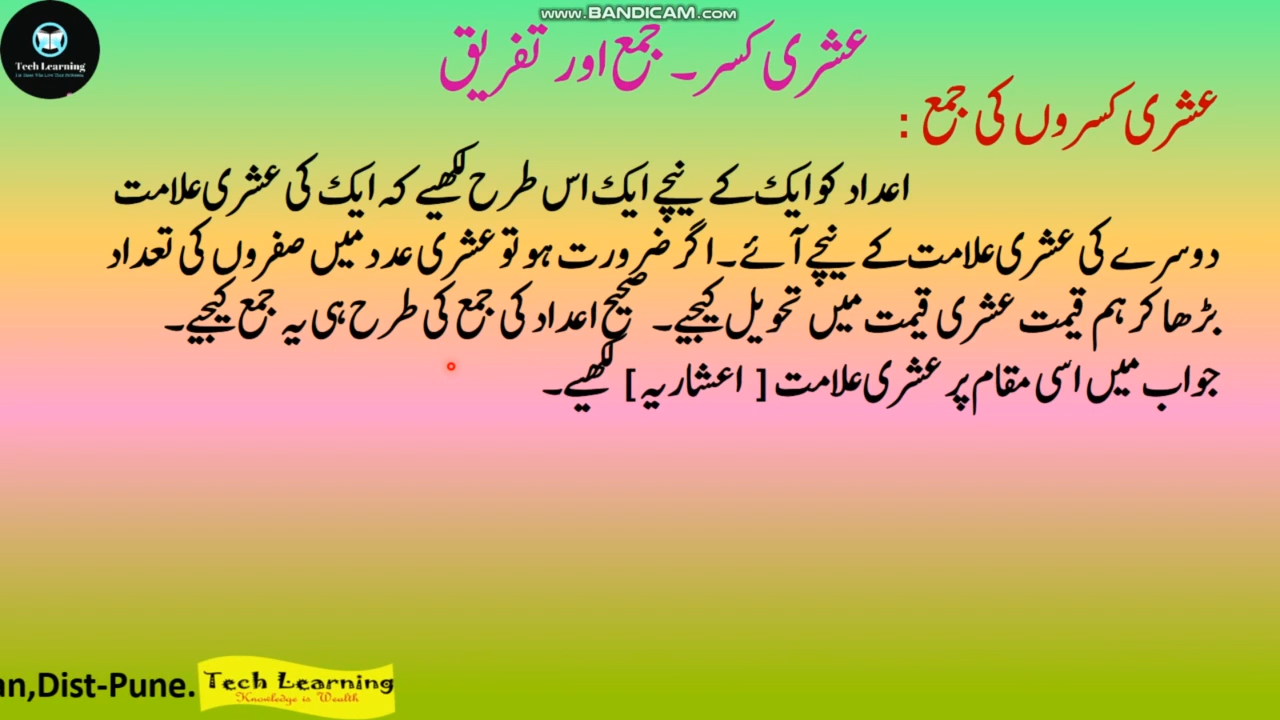 www.BANDICAM.com
Tech Learning
عشری کسر ۔ جمع اور تفریق
عشری کسروں کی جمع :
اعداد کو ایک کے نیچے ایک اس طرح لکھیے کہ ایک کی عشری علامت
دوسرے کی عشری علامت کے نیچے آئے۔ اگر ضرورت ہو تو عشری عدد میں صفروں کی تعداد
بڑھا کر ہم قیمت عشری قیمت میں تحویل کیجیے۔ صحیح اعداد کی جمع کی طرح ہی یہ جمع کیجیے۔
جواب میں اسی مقام پر عشری علامت [ اعشاریہ ] لکھیے۔
an,Dist-Pune.
Tech Learning
Knowledge is Wealth